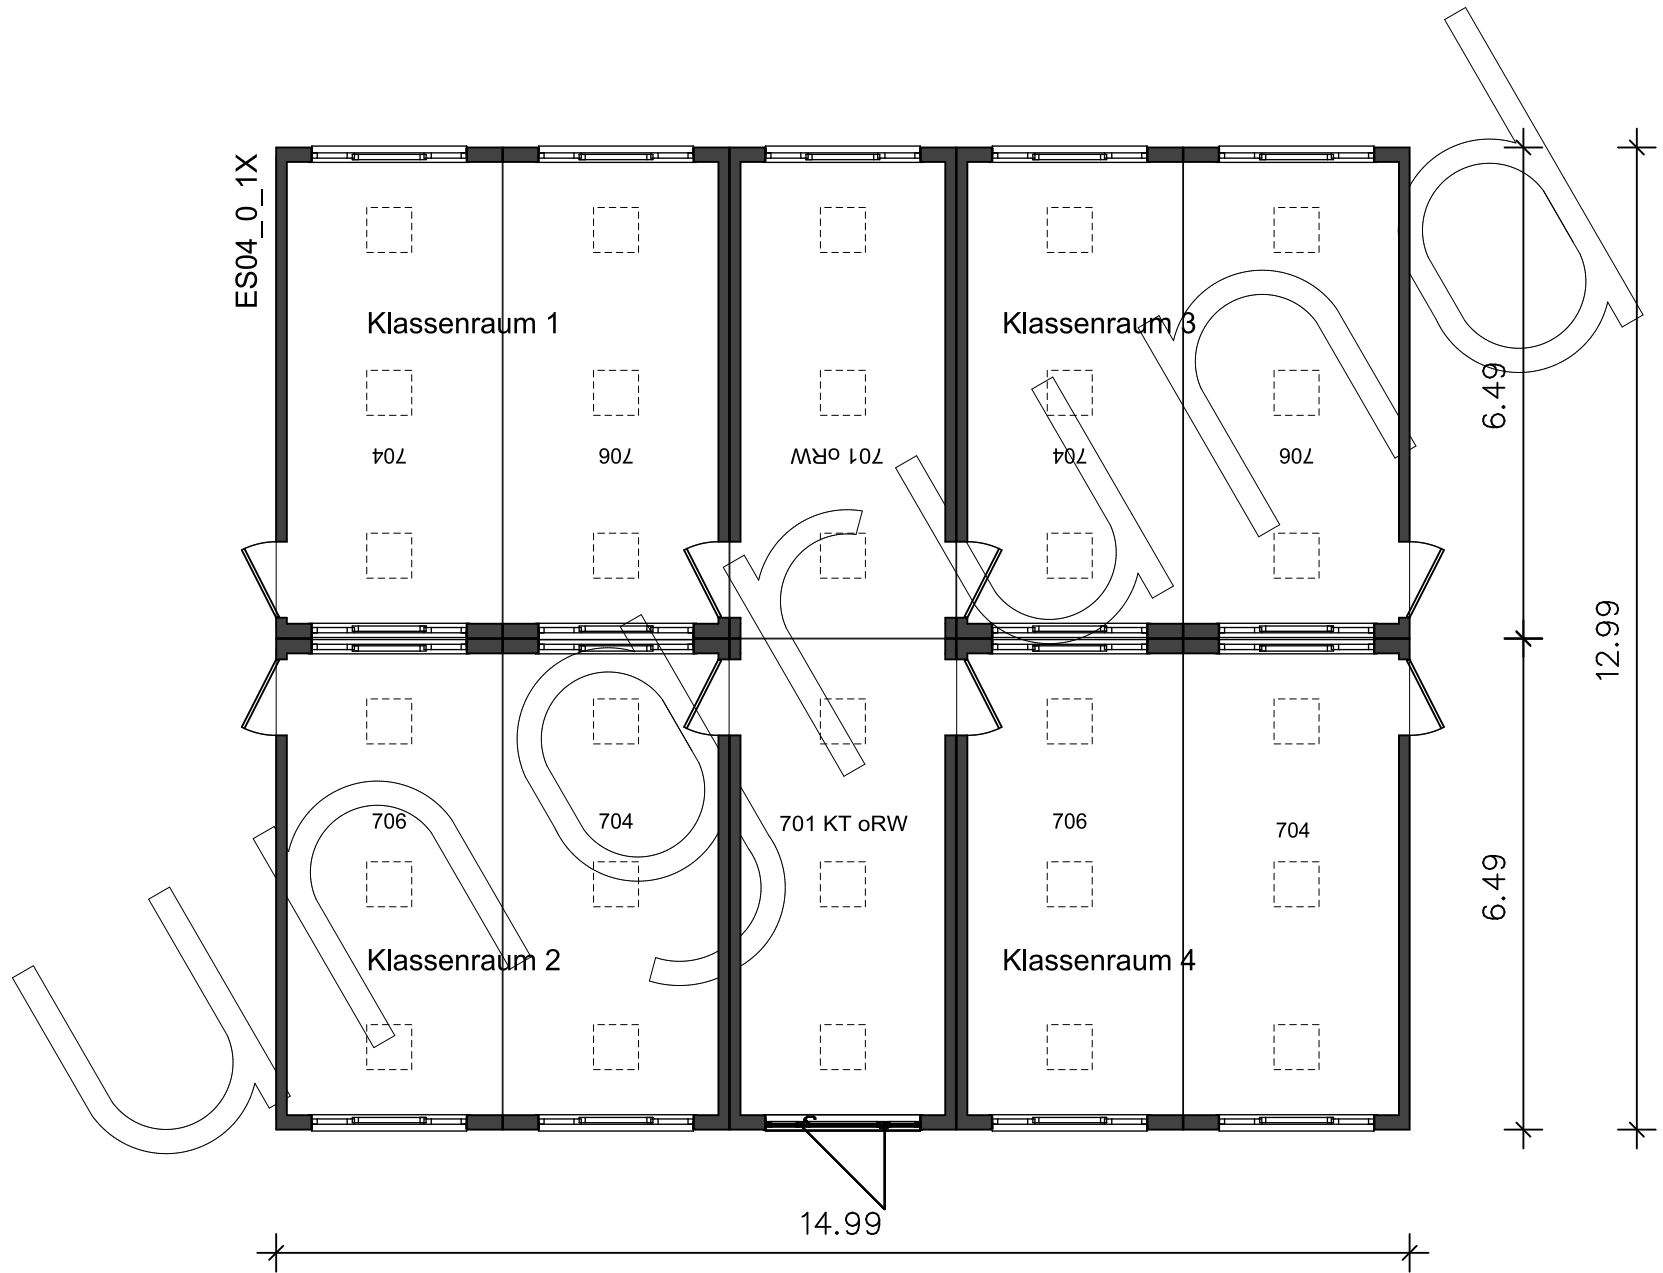 ES04_0_1X
Klassenraum 1
Klassenraum 3
6.49
704
706
701 oRW
704
706
12.99
706
704
701 KT oRW
706
704
6.49
Klassenraum 2
Klassenraum 4
14.99
ungrund